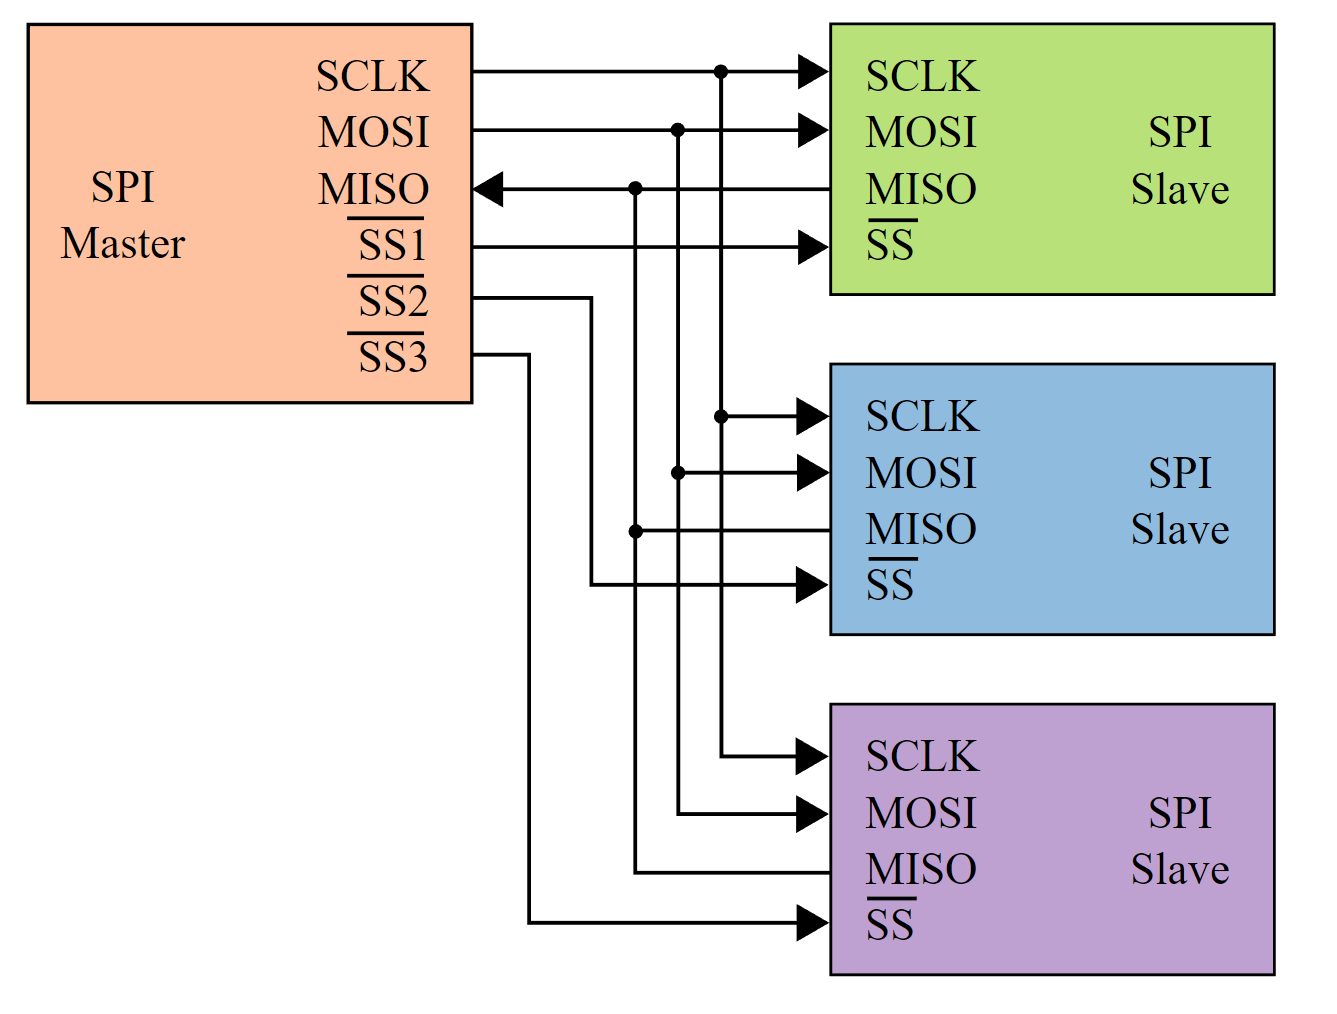 SCLK
MOSI
MISO
SS1
SS2
SS3
SPI
Master
SCLK
MOSI
MISO
SS
SPI
Slave
SCLK
MOSI
MISO
SS
SPI
Slave
SCLK
MOSI
MISO
SS
SPI
Slave